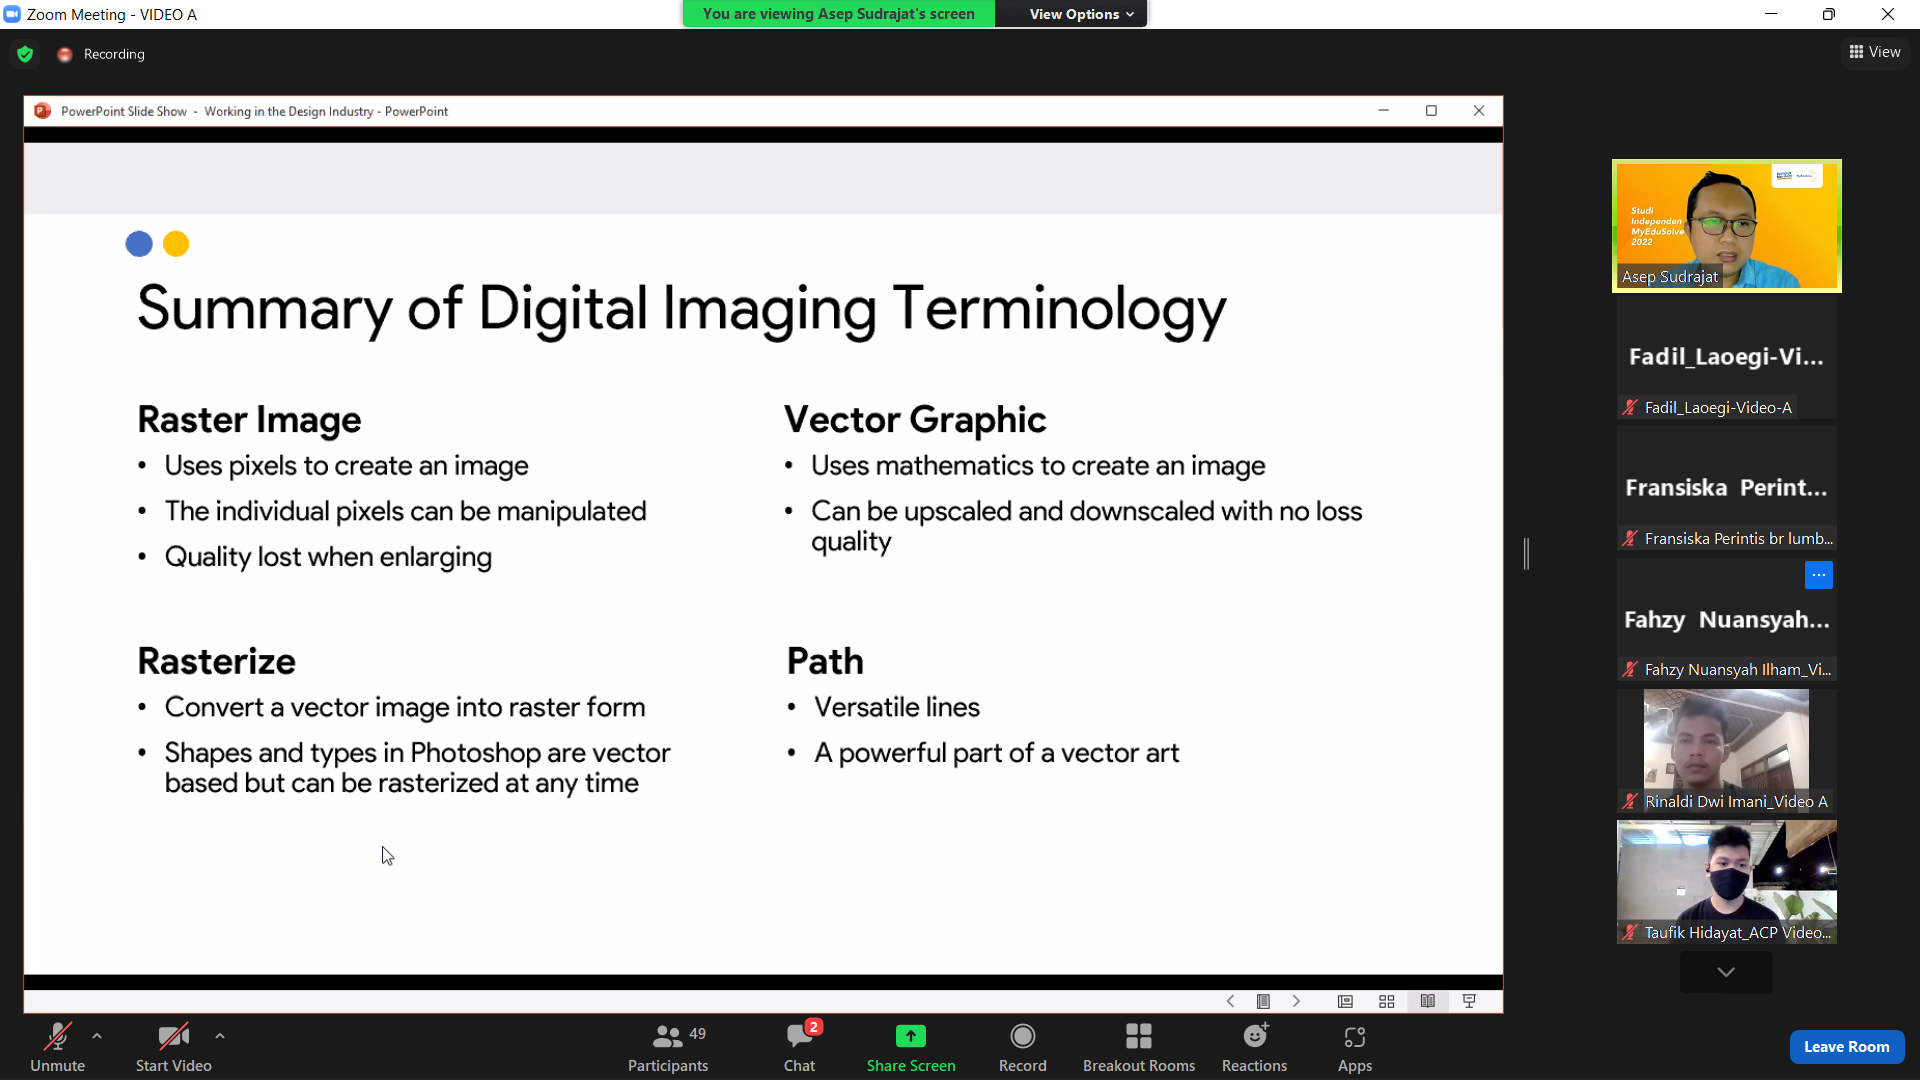 Zoom Meeting - VIDEO A
You are viewing Asep Sudrajat's screen
View Options
Recording
View
PowerPoint Slide Show - Working in the Design Industry - PowerPoint
Summary of Digital Imaging Terminology
Raster Image
• Uses pixels to create an image
• The individual pixels can be manipulated
• Quality lost when enlarging
Vector Graphic
• Uses mathematics to create an image
• Can be upscaled and downscaled with no loss
quality
Rasterize
• Convert a vector image into raster form
• Shapes and types in Photoshop are vector
based but can be rasterized at any time
Path
• Versatile lines
• A powerful part of a vector art
Studi
Independen
MyEduSolve
2022
Asep Sudrajat
Fadil_Laoegi-Vi...
Fadil_Laoegi-Video-A
Fransiska Perint...
Fransiska Perintis br lumb...
Fahzy Nuansyah...
Fahzy Nuansyah Ilham_Vi...
Rinaldi Dwi Imani_Video A
Taufik Hidayat_ACP Video...
Unmute
Start Video
49
Participants
2
Chat
Share Screen
Record
Breakout Rooms
Reactions
Apps
Leave Room